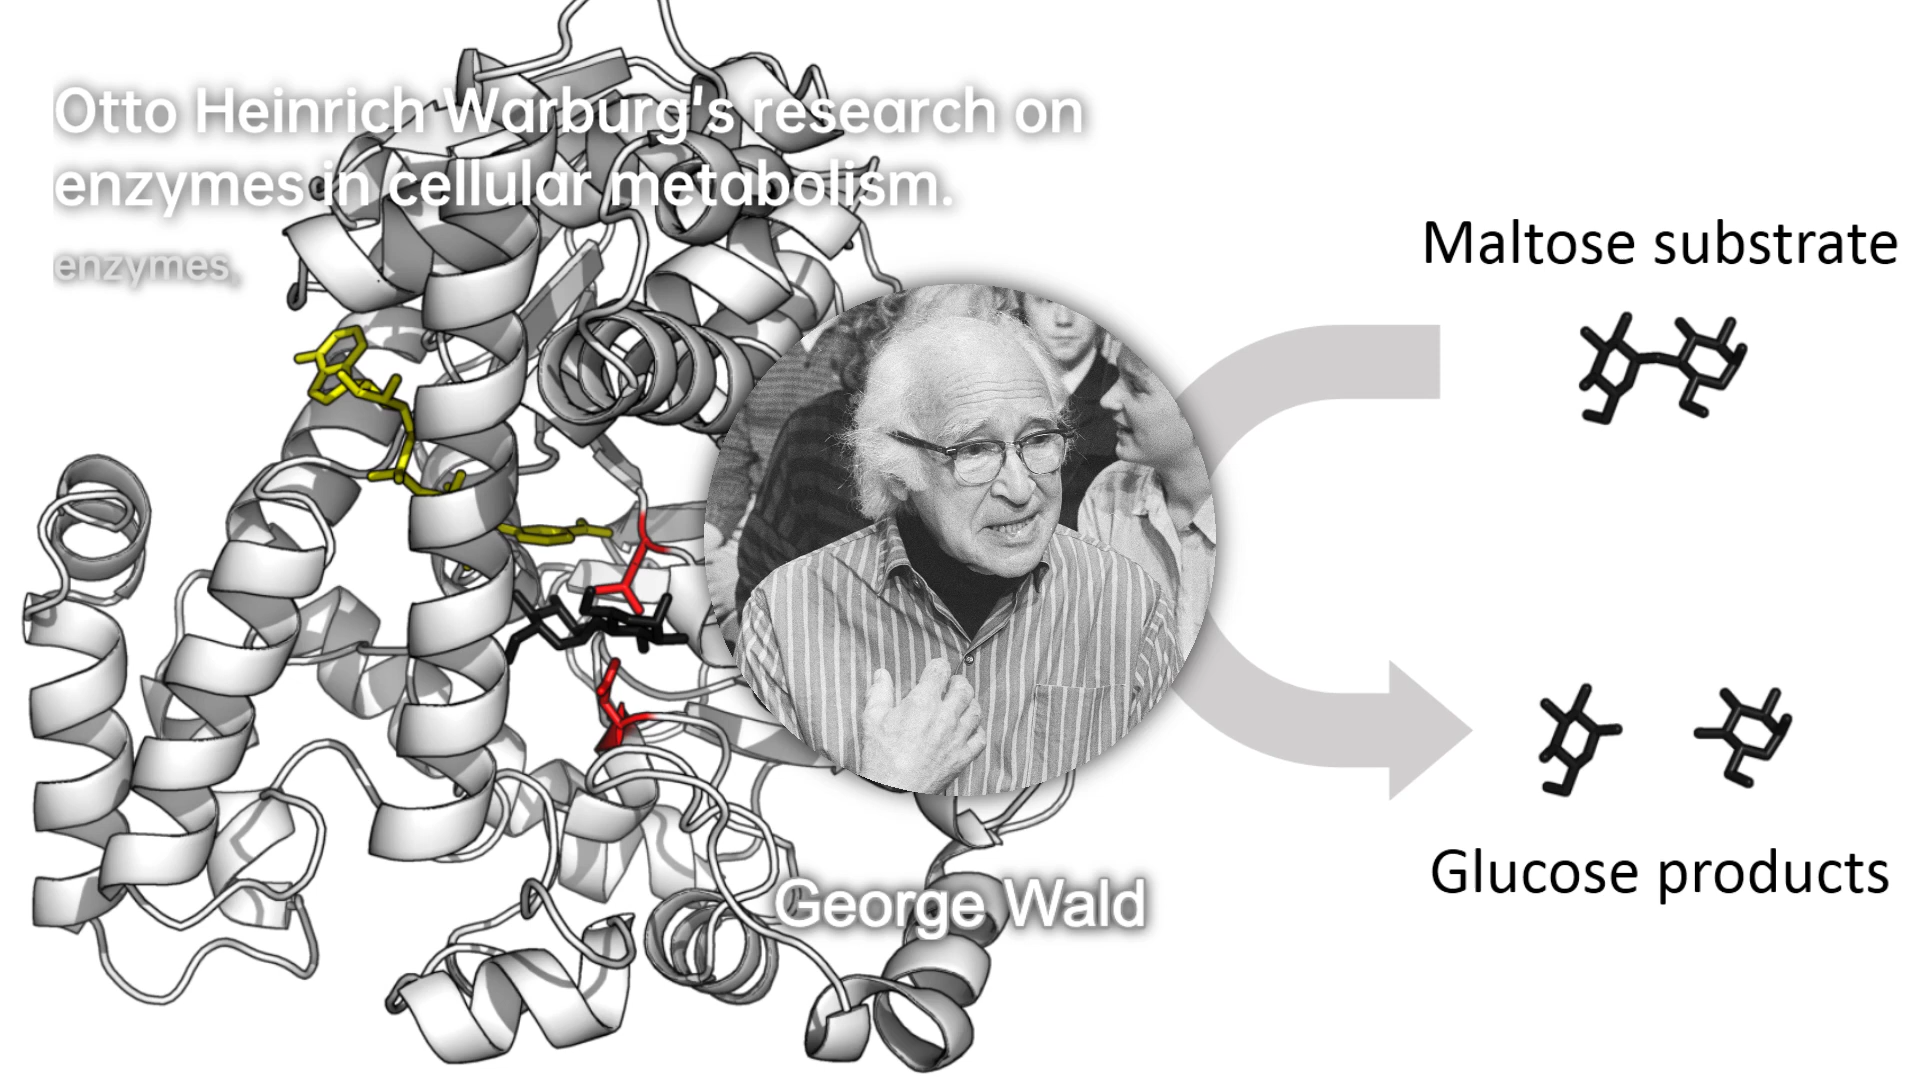 Otto Heinrich Warburg's research on
enzymes in cellular metabolism.
enzymes,
Maltose substrate
Glucose products
George Wald